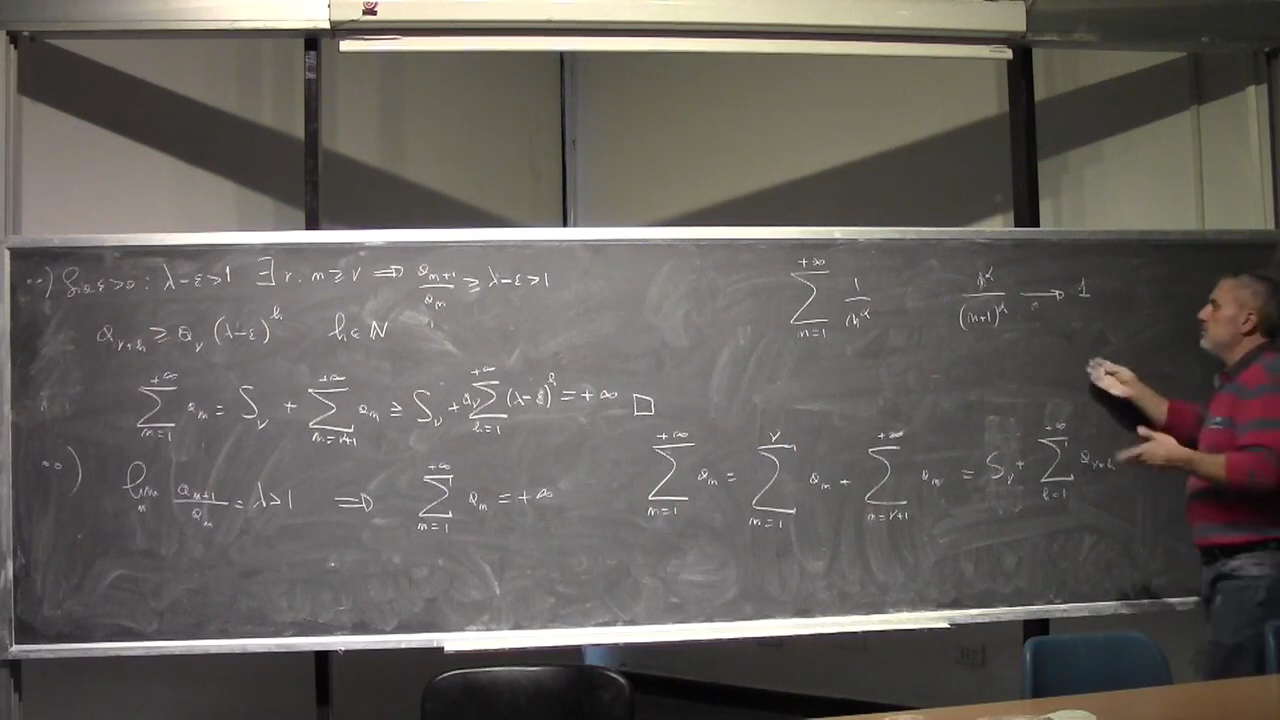 ••) Sia ε>0 : λ-ε>1 ∃ν. n≥ν ⟹ a_{n+1}/a_n ≥ λ-ε>1
a_{ν+h} ≥ a_ν (λ-ε)^h h∈N
∑_{n=1}^{+∞} a_n = S_ν + ∑_{n=ν+1}^{+∞} a_n ≥ S_ν + a_ν ∑_{h=1}^{+∞} (λ-ε)^h = +∞ □
••) lim_n a_{n+1}/a_n = λ>1 ⟹ ∑_{n=1}^{+∞} a_n = +∞
∑_{n=1}^{+∞} 1/n^α n^α/(n+1)^α ⟶ 1
∑_{n=1}^{+∞} a_n = ∑_{n=1}^{ν} a_n + ∑_{n=ν+1}^{+∞} a_n = S_ν + ∑_{h=1}^{+∞} a_{ν+h}